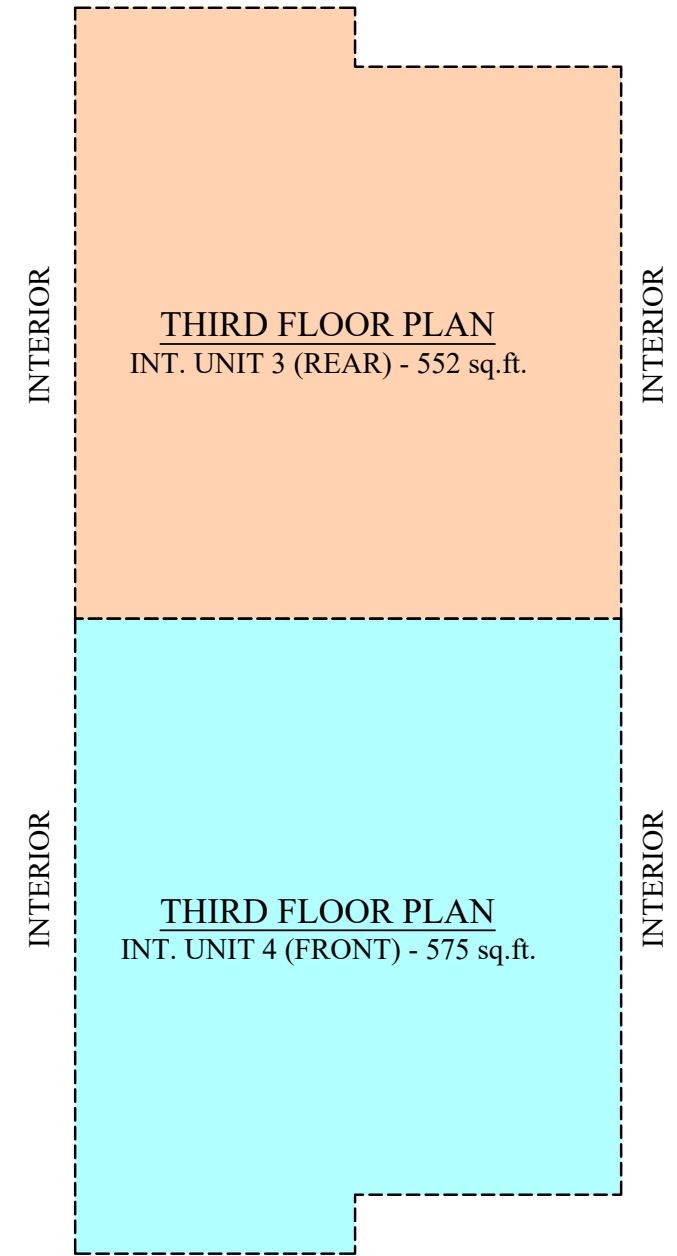 INTERIOR
THIRD FLOOR PLAN
INT. UNIT 3 (REAR) - 552 sq.ft.
INTERIOR
INTERIOR
THIRD FLOOR PLAN
INT. UNIT 4 (FRONT) - 575 sq.ft.
INTERIOR